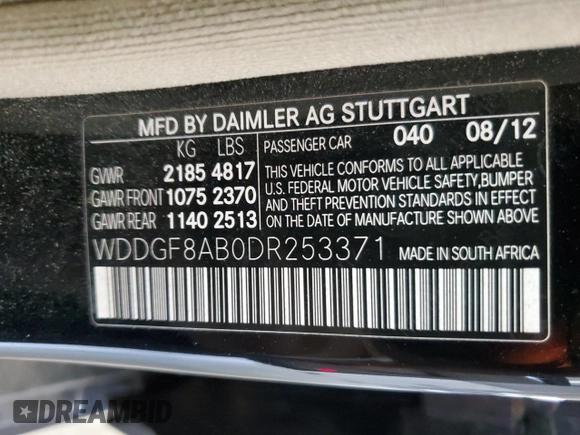 MFD BY DAIMLER AG STUTTGART
KG LBS PASSENGER CAR 040 08/12
GVWR 2185 4817
GAWR FRONT 1075 2370
GAWR REAR 1140 2513
THIS VEHICLE CONFORMS TO ALL APPLICABLE
U.S. FEDERAL MOTOR VEHICLE SAFETY, BUMPER
AND THEFT PREVENTION STANDARDS IN EFFECT
ON THE DATE OF MANUFACTURE SHOWN ABOVE.
WDDGF8AB0DR253371 MADE IN SOUTH AFRICA
DREAMBID